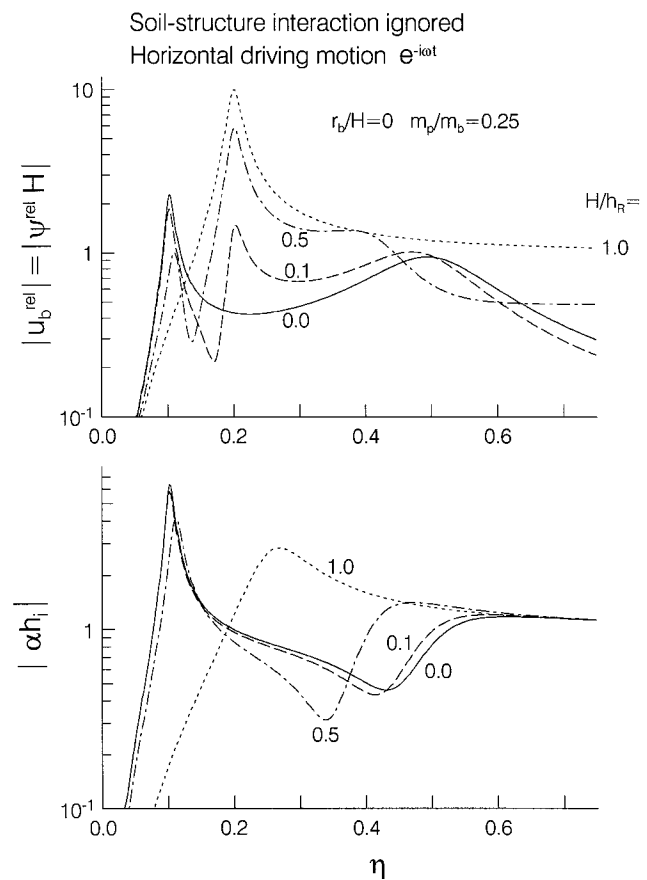 Soil-structure interaction ignored
Horizontal driving motion e^-iωt
10
r_b/H=0 m_p/m_b=0.25
H/h_R=
1.0
0.5
0.1
0.0
1
10^-1
|u_b^rel| = |ψ^rel H|
0.0 0.2 0.4 0.6
1.0
1
0.1
0.0
0.5
| αh_i |
10^-1
0.0 0.2 0.4 0.6
η